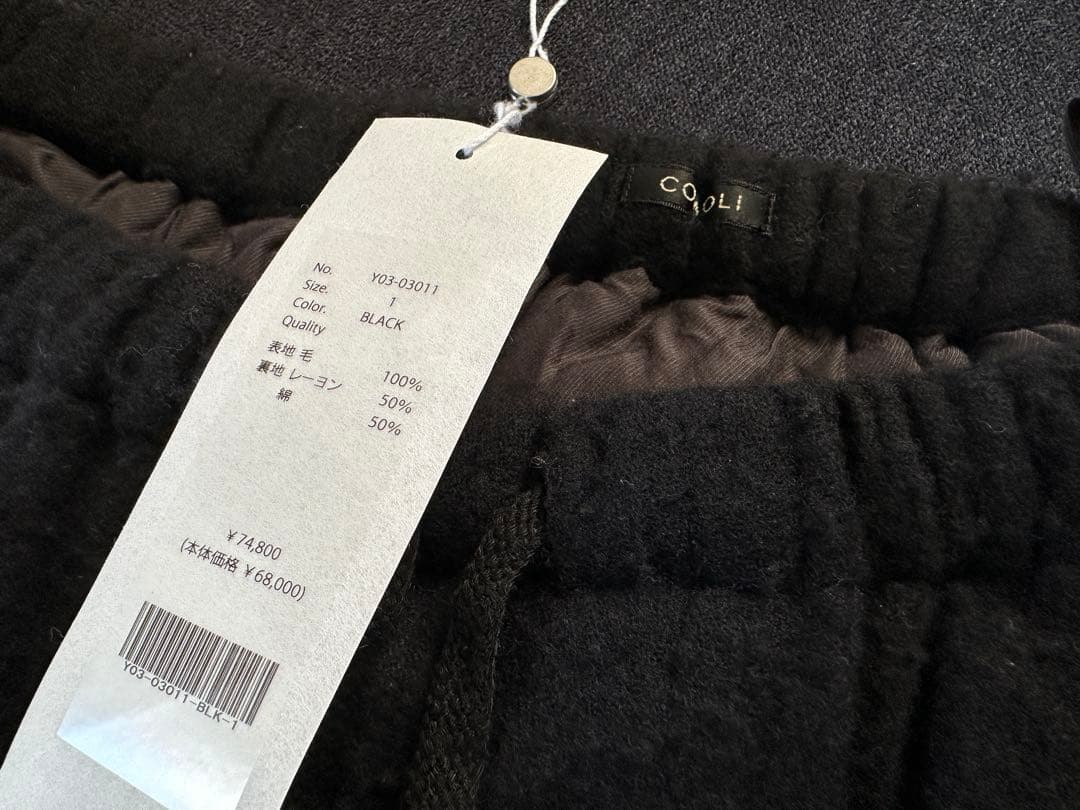 COMOLI
No. Y03-03011
Size. 1
Color. BLACK
Quality
表地 毛 100%
裏地 レーヨン 50%
綿 50%
¥74,800
(本体価格 ¥68,000)
Y03-03011-BLK-1